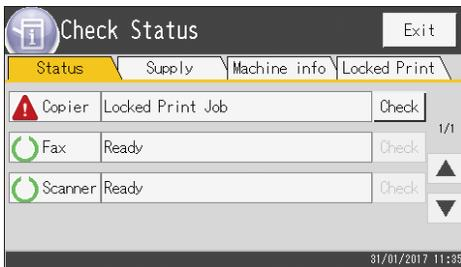 Check Status Exit
Status Supply Machine info Locked Print
Copier Locked Print Job Check
1/1
Fax Ready Check
Scanner Ready Check
31/01/2017 11:35